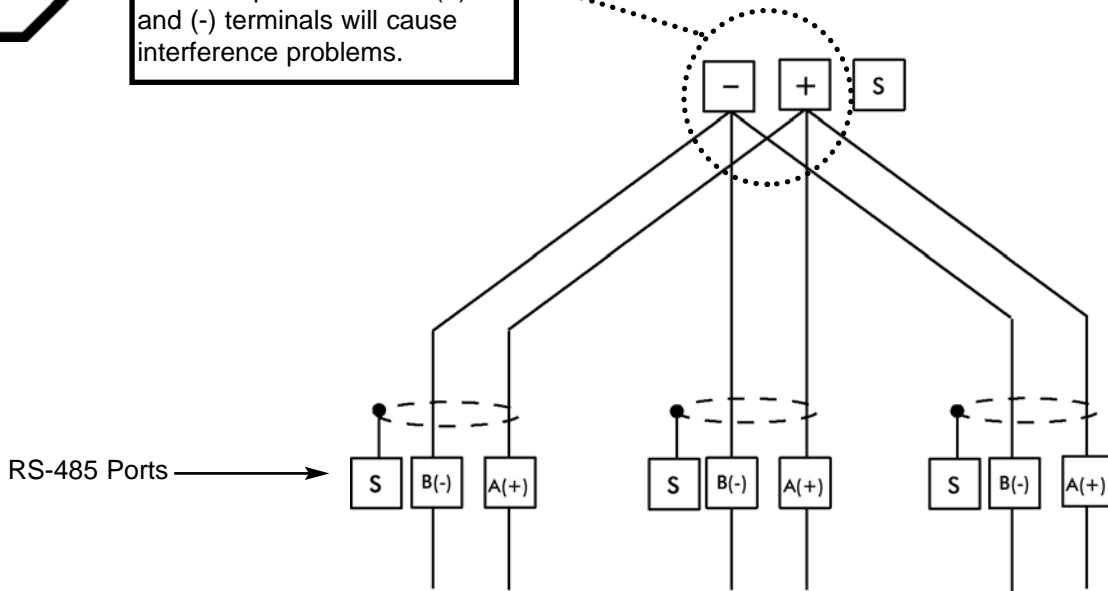 and (-) terminals will cause
interference problems.
− + S
RS-485 Ports
S B(-) A(+) S B(-) A(+) S B(-) A(+)